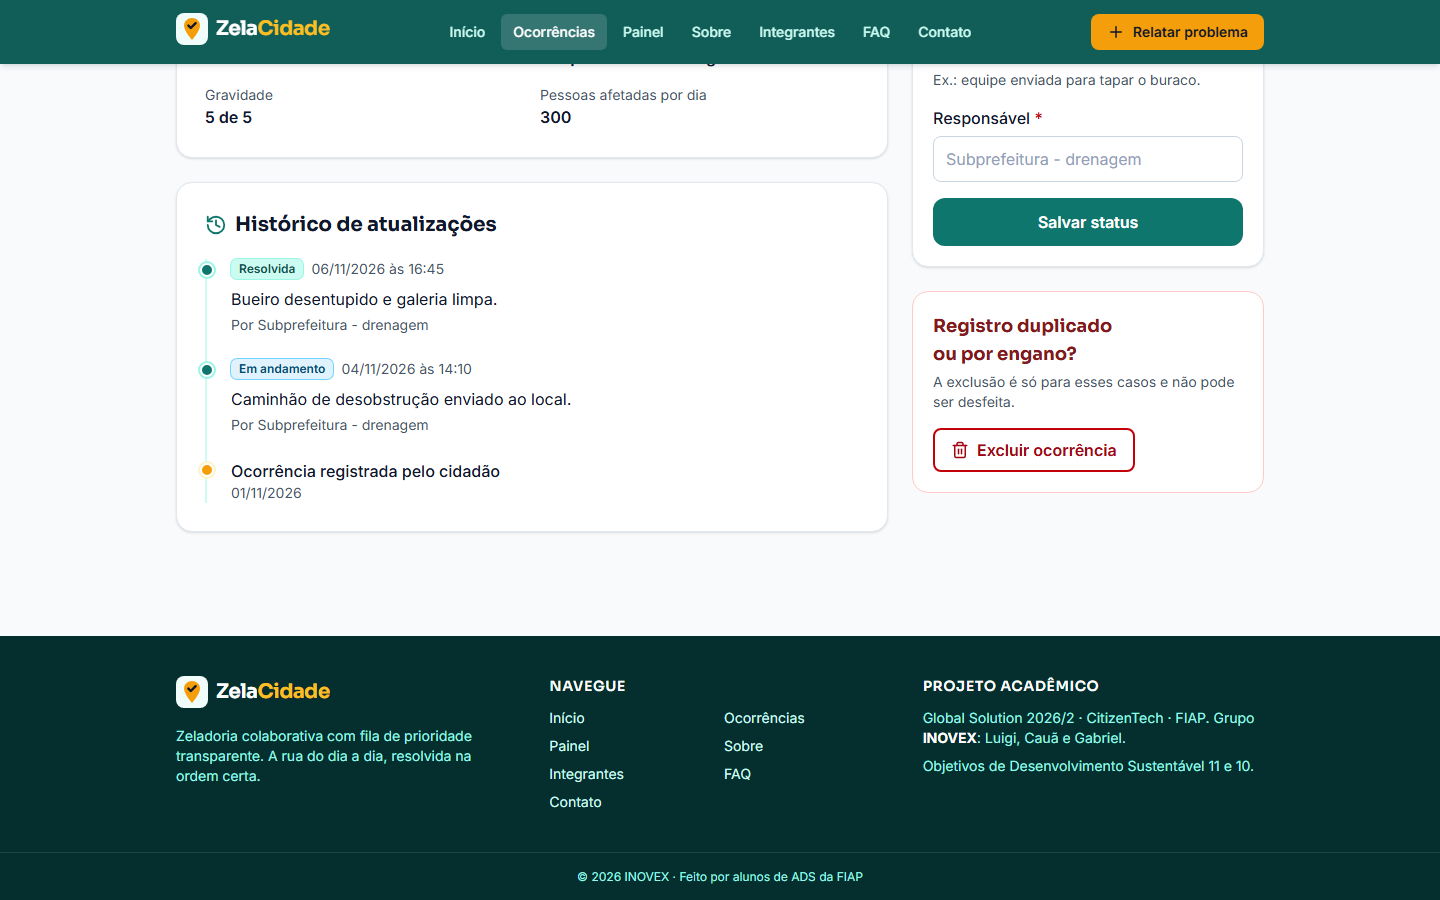 ZelaCidade
Início
Ocorrências
Painel
Sobre
Integrantes
FAQ
Contato
Relatar problema
Gravidade
5 de 5
Pessoas afetadas por dia
300
Histórico de atualizações
Resolvida 06/11/2026 às 16:45
Bueiro desentupido e galeria limpa.
Por Subprefeitura - drenagem
Em andamento 04/11/2026 às 14:10
Caminhão de desobstrução enviado ao local.
Por Subprefeitura - drenagem
Ocorrência registrada pelo cidadão
01/11/2026
Ex.: equipe enviada para tapar o buraco.
Responsável *
Subprefeitura - drenagem
Salvar status
Registro duplicado
ou por engano?
A exclusão é só para esses casos e não pode
ser desfeita.
Excluir ocorrência
ZelaCidade
Zeladoria colaborativa com fila de prioridade
transparente. A rua do dia a dia, resolvida na
ordem certa.
NAVEGUE
Início
Ocorrências
Painel
Sobre
Integrantes
FAQ
Contato
PROJETO ACADÊMICO
Global Solution 2026/2 · CitizenTech · FIAP. Grupo
INOVEX: Luigi, Cauã e Gabriel.
Objetivos de Desenvolvimento Sustentável 11 e 10.
© 2026 INOVEX · Feito por alunos de ADS da FIAP